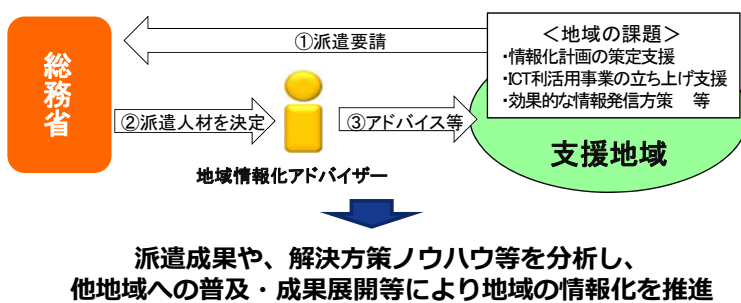 ①派遣要請
＜地域の課題＞
・情報化計画の策定支援
・ICT利活用事業の立ち上げ支援
・効果的な情報発信方策　等
総務省
②派遣人材を決定
③アドバイス等
支援地域
地域情報化アドバイザー
派遣成果や、解決方策ノウハウ等を分析し、
他地域への普及・成果展開等により地域の情報化を推進